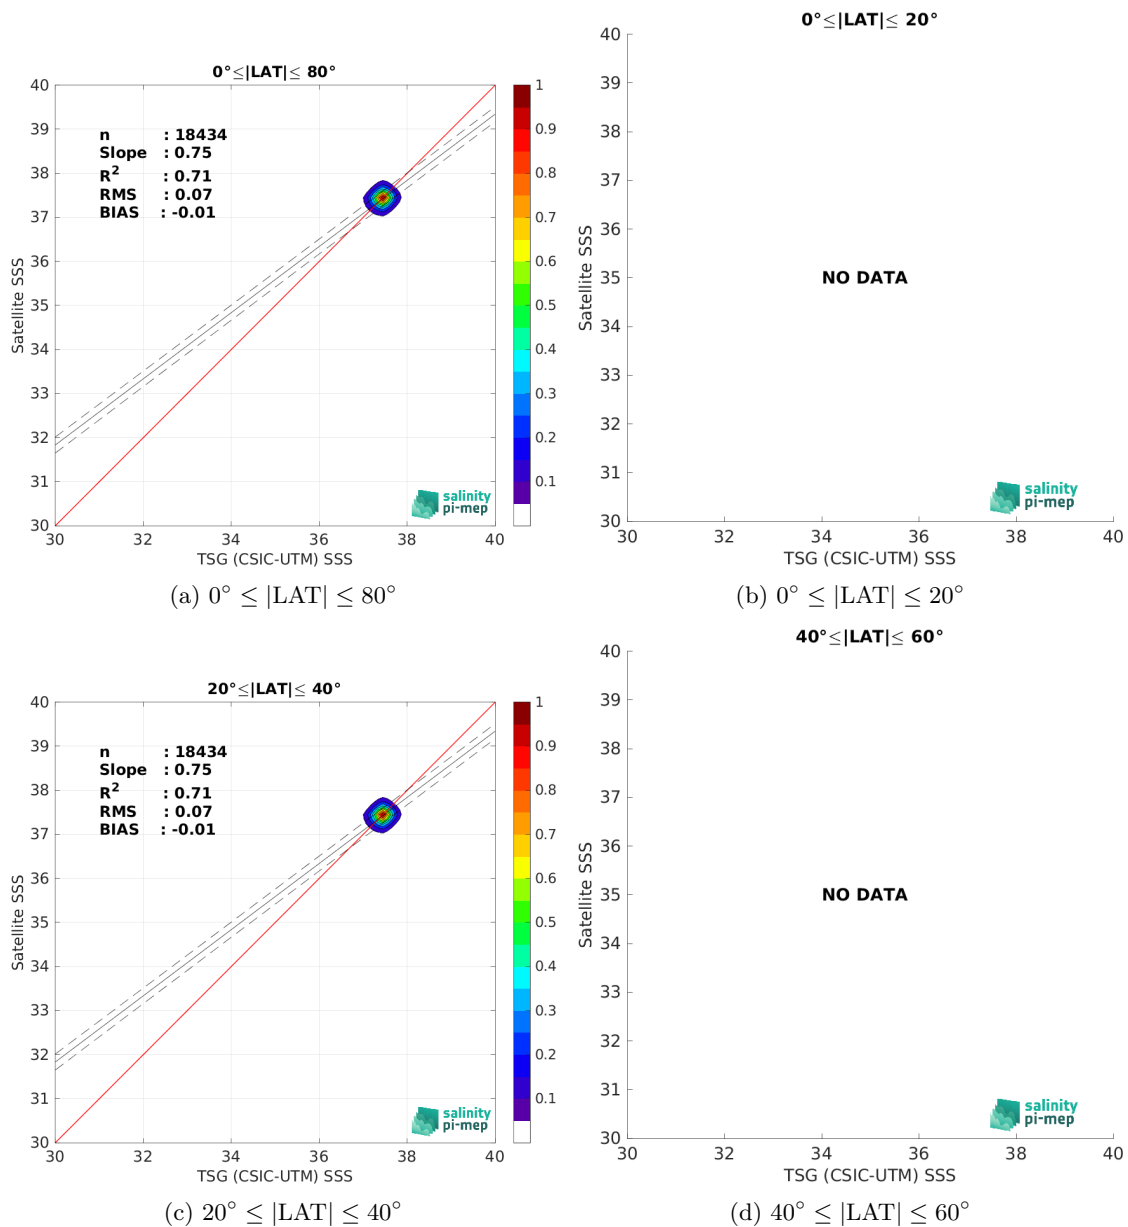 0°≤|LAT|≤ 80°
40
39
38
37
36
35
34
33
32
31
30
Satellite SSS
n : 18434
Slope : 0.75
R² : 0.71
RMS : 0.07
BIAS : -0.01
salinity
pi-mep
30 32 34 36 38 40
TSG (CSIC-UTM) SSS
1
0.9
0.8
0.7
0.6
0.5
0.4
0.3
0.2
0.1
(a) 0° ≤ |LAT| ≤ 80°
0°≤|LAT|≤ 20°
40
39
38
37
36
35
34
33
32
31
30
Satellite SSS
NO DATA
salinity
pi-mep
30 32 34 36 38 40
TSG (CSIC-UTM) SSS
(b) 0° ≤ |LAT| ≤ 20°
20°≤|LAT|≤ 40°
40
39
38
37
36
35
34
33
32
31
30
Satellite SSS
n : 18434
Slope : 0.75
R² : 0.71
RMS : 0.07
BIAS : -0.01
salinity
pi-mep
30 32 34 36 38 40
TSG (CSIC-UTM) SSS
1
0.9
0.8
0.7
0.6
0.5
0.4
0.3
0.2
0.1
(c) 20° ≤ |LAT| ≤ 40°
40°≤|LAT|≤ 60°
40
39
38
37
36
35
34
33
32
31
30
Satellite SSS
NO DATA
salinity
pi-mep
30 32 34 36 38 40
TSG (CSIC-UTM) SSS
(d) 40° ≤ |LAT| ≤ 60°